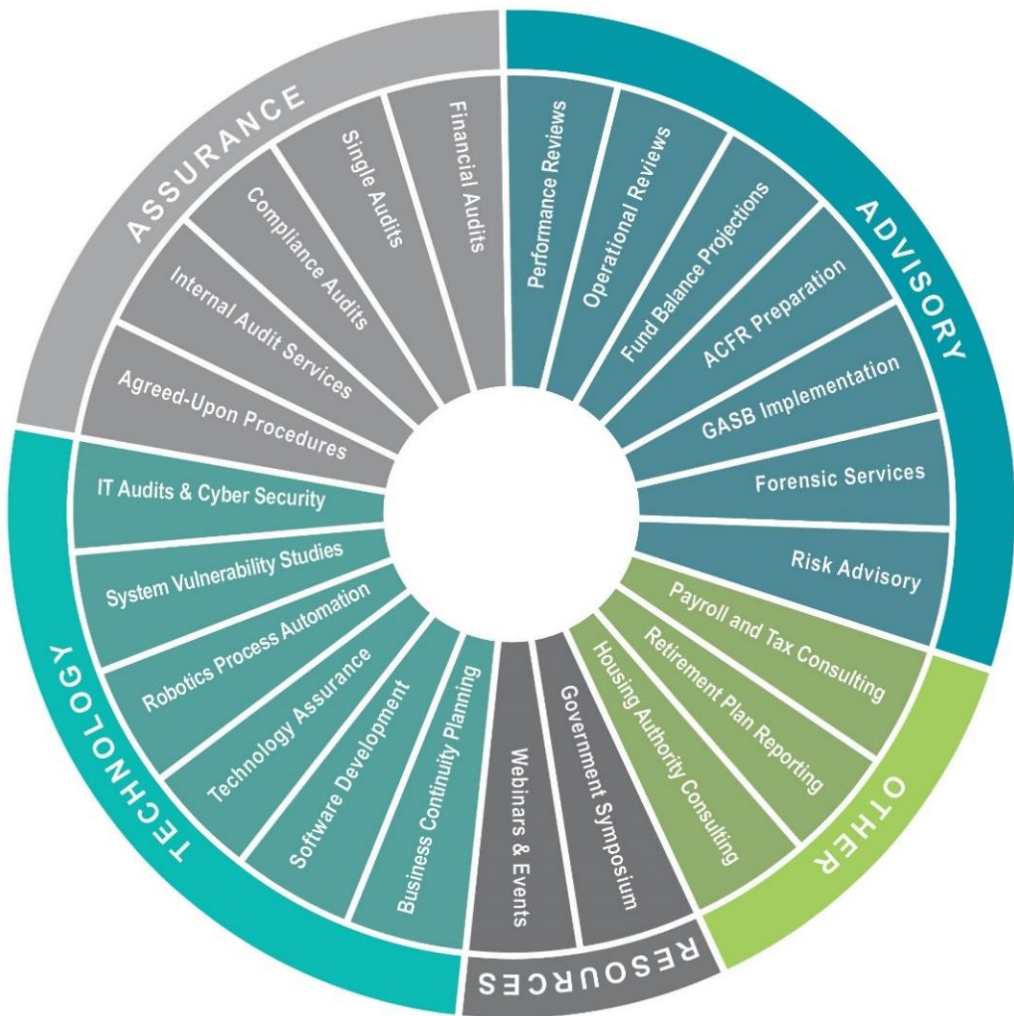 ASSURANCE
Financial Audits
Single Audits
Compliance Audits
Internal Audit Services
Agreed-Upon Procedures
ADVISORY
Performance Reviews
Operational Reviews
Fund Balance Projections
ACFR Preparation
GASB Implementation
Forensic Services
Risk Advisory
OTHER
Payroll and Tax Consulting
Retirement Plan Reporting
Housing Authority Consulting
RESOURCES
Government Symposium
Webinars & Events
TECHNOLOGY
IT Audits & Cyber Security
System Vulnerability Studies
Robotics Process Automation
Technology Assurance
Software Development
Business Continuity Planning